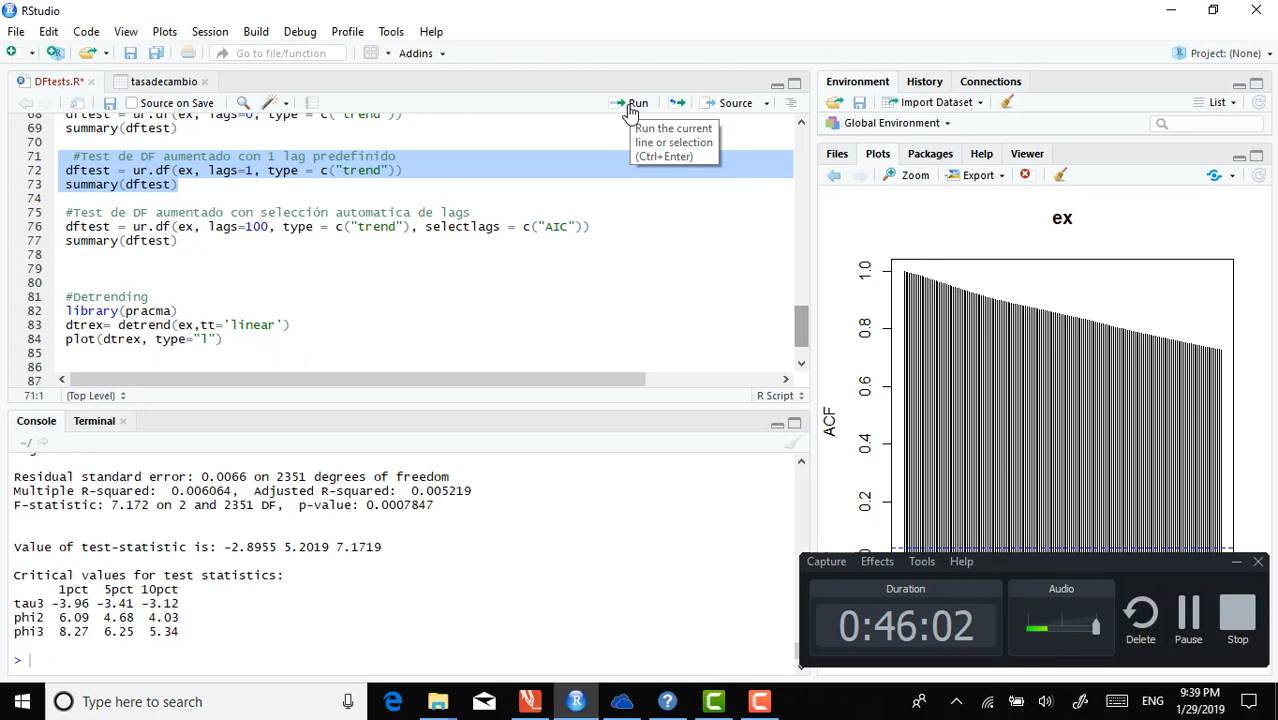 RStudio
File Edit Code View Plots Session Build Debug Profile Tools Help
Go to file/function Addins Project: (None)
DFtests.R* tasadecambio
Source on Save Run Source
68 dftest = ur.df(ex, lags=0, type = c("trend"))
69 summary(dftest)
70
71 #Test de DF aumentado con 1 lag predefinido
72 dftest = ur.df(ex, lags=1, type = c("trend"))
73 summary(dftest)
74
75 #Test de DF aumentado con selección automatica de lags
76 dftest = ur.df(ex, lags=100, type = c("trend"), selectlags = c("AIC"))
77 summary(dftest)
78
79
80
81 #Detrending
82 library(pracma)
83 dtrex= detrend(ex,tt='linear')
84 plot(dtrex, type="l")
85
86
87
Run the current
line or selection
(Ctrl+Enter)
71:1 (Top Level) R Script
Console Terminal
~/
Residual standard error: 0.0066 on 2351 degrees of freedom
Multiple R-squared: 0.006064, Adjusted R-squared: 0.005219
F-statistic: 7.172 on 2 and 2351 DF, p-value: 0.0007847
Value of test-statistic is: -2.8955 5.2019 7.1719
Critical values for test statistics:
1pct 5pct 10pct
tau3 -3.96 -3.41 -3.12
phi2 6.09 4.68 4.03
phi3 8.27 6.25 5.34
>
Environment History Connections
Import Dataset List
Global Environment
Files Plots Packages Help Viewer
Zoom Export
ex
1.0
0.8
0.6
0.4
0.2
ACF
Capture Effects Tools Help
Duration Audio
0:46:02
Delete Pause Stop
Type here to search
ENG
9:39 PM
1/29/2019